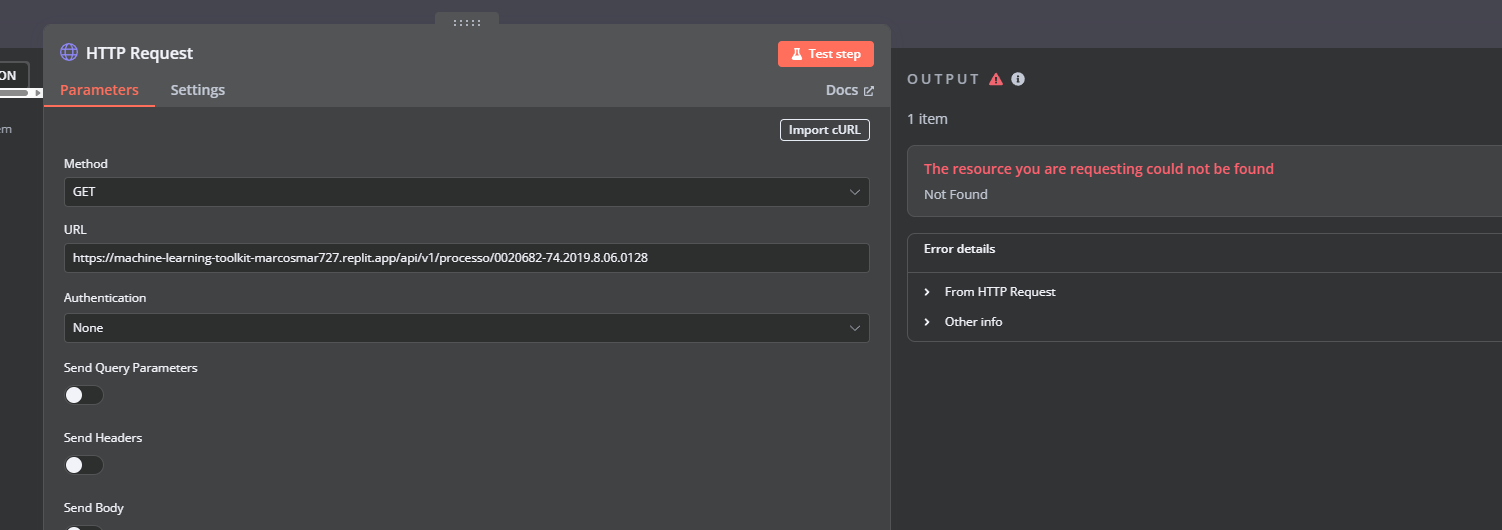 HTTP Request
Test step
ON
Parameters
Settings
Docs
em
Import cURL
Method
GET
URL
https://machine-learning-toolkit-marcosmar727.replit.app/api/v1/processo/0020682-74.2019.8.06.0128
Authentication
None
Send Query Parameters
Send Headers
Send Body
OUTPUT
1 item
The resource you are requesting could not be found
Not Found
Error details
From HTTP Request
Other info